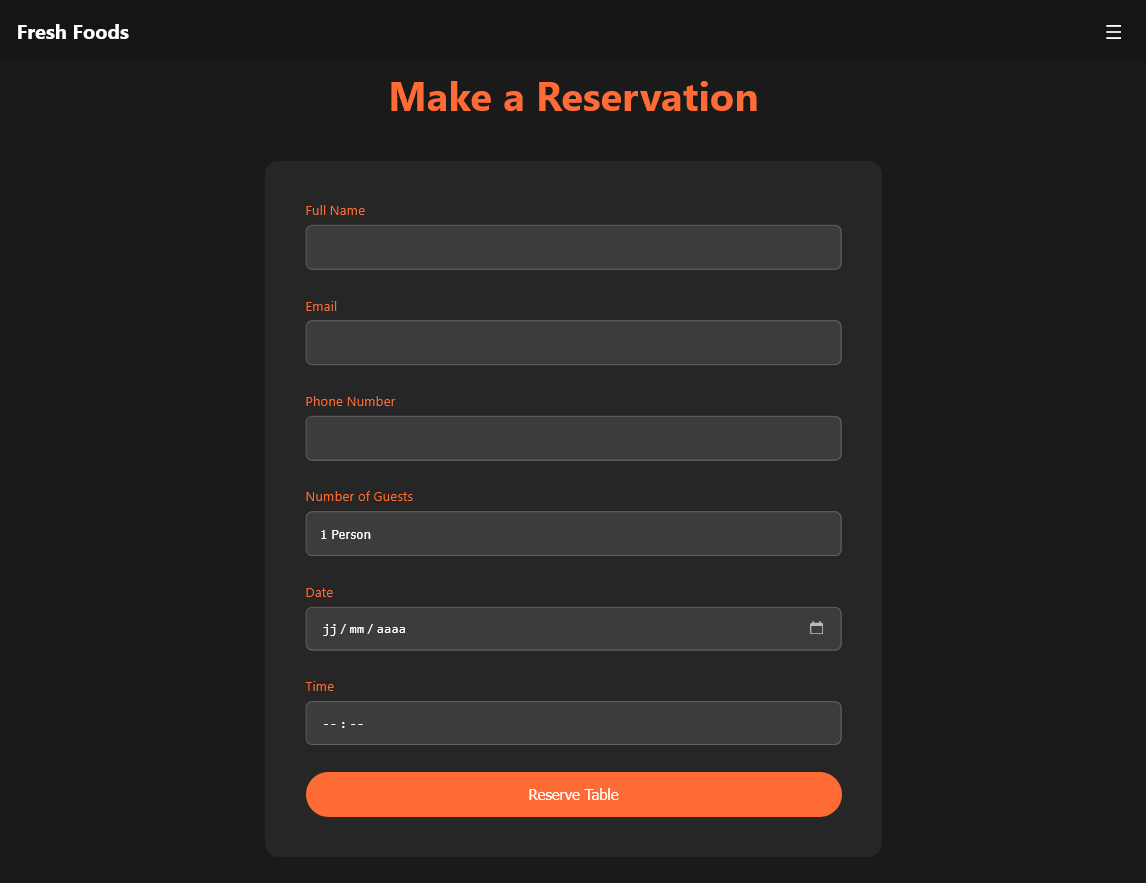 Fresh Foods
Make a Reservation
Full Name
Email
Phone Number
Number of Guests
1 Person
Date
jj/mm/aaaa
Time
--:--
Reserve Table